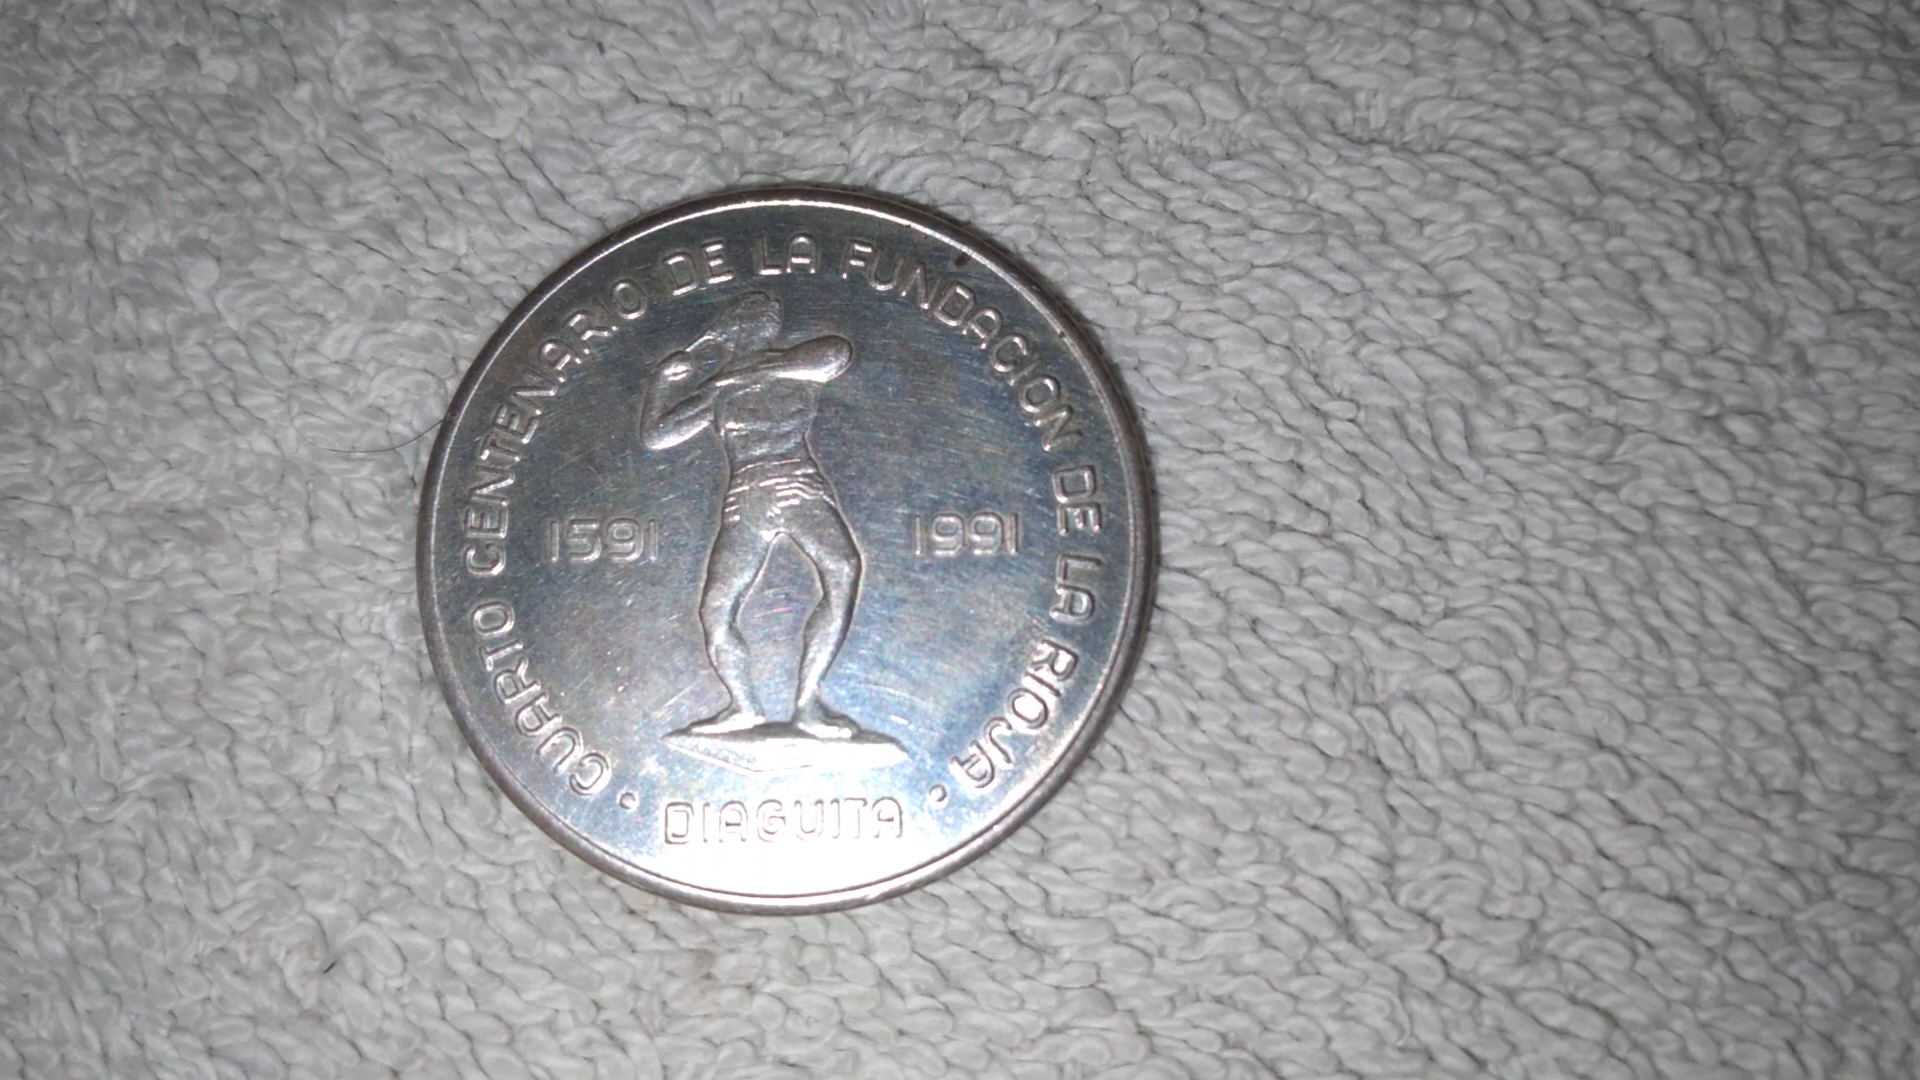 CUARTO CENTENARIO DE LA FUNDACION DE LA RIOJA
1591 1991
• DIAGUITA •